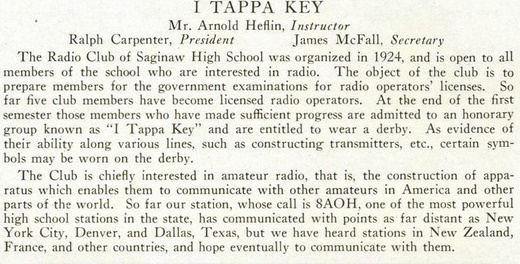 I TAPPA KEY
Mr. Arnold Heflin, Instructor
Ralph Carpenter, President James McFall, Secretary
The Radio Club of Saginaw High School was organized in 1924, and is open to all
members of the school who are interested in radio. The object of the club is to
prepare members for the government examinations for radio operators' licenses. So
far five club members have become licensed radio operators. At the end of the first
semester those members who have made sufficient progress are admitted to an honorary
group known as "I Tappa Key" and are entitled to wear a derby. As evidence of
their ability along various lines, such as constructing transmitters, etc., certain sym-
bols may be worn on the derby.
The Club is chiefly interested in amateur radio, that is, the construction of appa-
ratus which enables them to communicate with other amateurs in America and other
parts of the world. So far our station, whose call is 8AOH, one of the most powerful
high school stations in the state, has communicated with points as far distant as New
York City, Denver, and Dallas, Texas, but we have heard stations in New Zealand,
France, and other countries, and hope eventually to communicate with them.